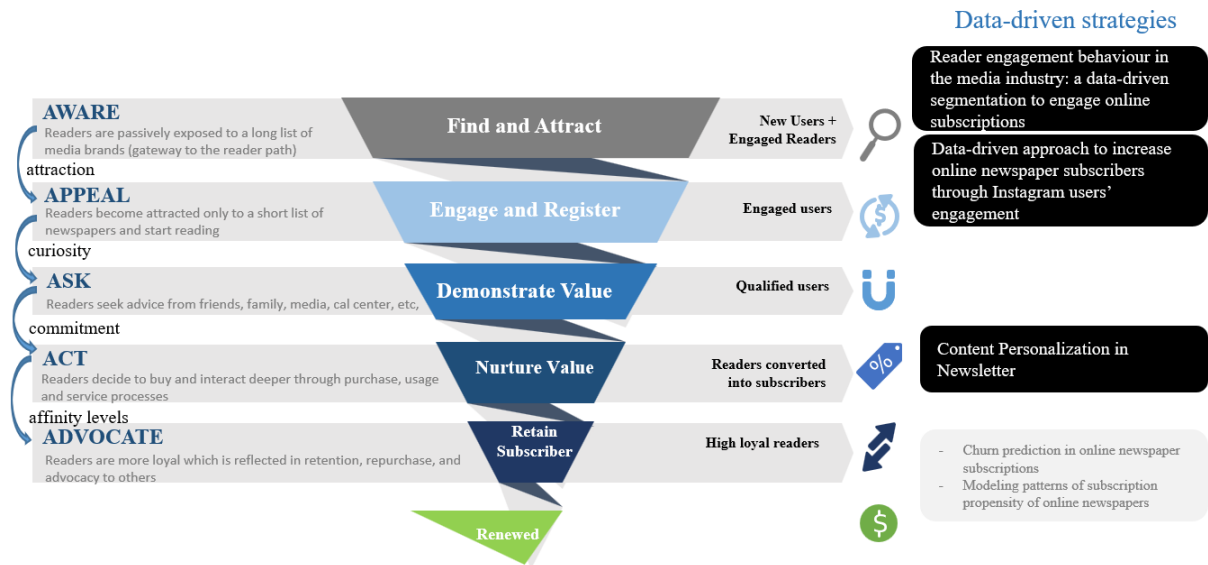 Data-driven strategies
AWARE
Readers are passively exposed to a long list of
media brands (gateway to the reader path)
Find and Attract
New Users +
Engaged Readers
Reader engagement behaviour in
the media industry: a data-driven
segmentation to engage online
subscriptions
attraction
APPEAL
Readers become attracted only to a short list of
newspapers and start reading
Engage and Register
Engaged users
$
Data-driven approach to increase
online newspaper subscribers
through Instagram users’
engagement
curiosity
ASK
Readers seek advice from friends, family, media, cal center, etc,
Demonstrate Value
Qualified users
commitment
ACT
Readers decide to buy and interact deeper through purchase, usage
and service processes
Nurture Value
Readers converted
into subscribers
%
Content Personalization in
Newsletter
affinity levels
ADVOCATE
Readers are more loyal which is reflected in retention, repurchase, and
advocacy to others
Retain
Subscriber
High loyal readers
- Churn prediction in online newspaper
subscriptions
- Modeling patterns of subscription
propensity of online newspapers
Renewed
$